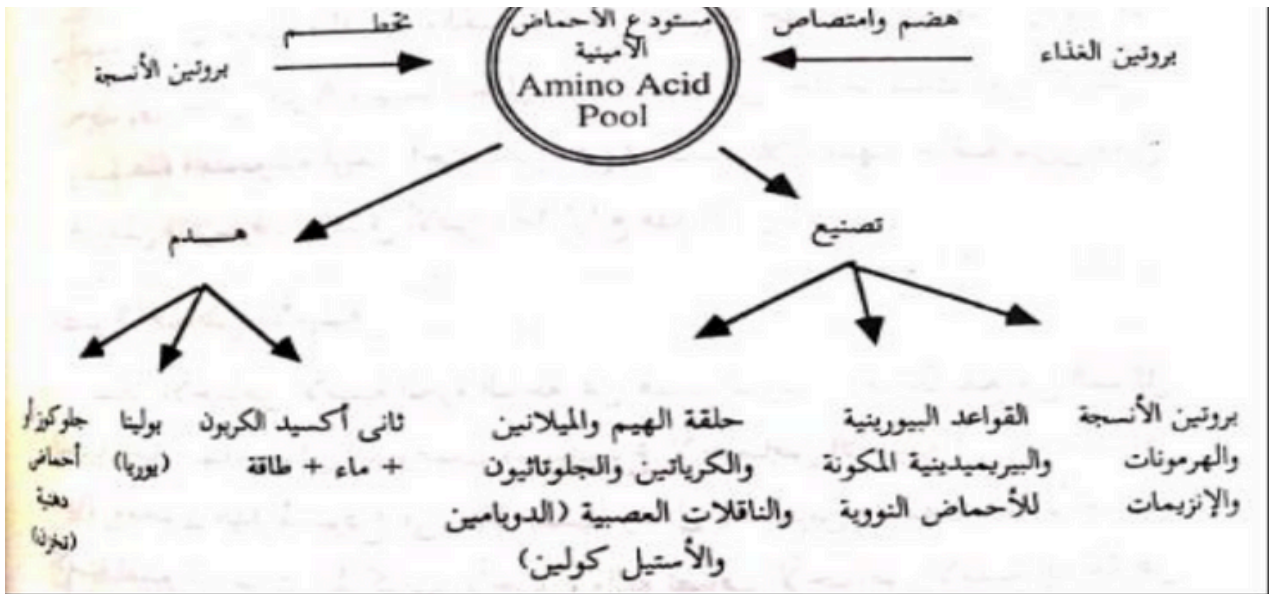 مستودع الأحماض
الأمينية
Amino Acid
Pool
هضم وامتصاص
بروتين الغذاء
تحطــــــــم
بروتين الأنسجة
تصنيع
هــــدم
بروتين الأنسجة
والهرمونات
والإنزيمات
القواعد البيورينية
والبيريميدينية المكونة
للأحماض النووية
حلقة الهيم والميلانين
والكرياتين والجلوتاثيون
والناقلات العصبية (الدوبامين
والأستيل كولين)
ثانى أكسيد الكربون
+ ماء + طاقة
بولينا
(يوريا)
جلوكوز/أو
أحماض
دهنية
(تخزن)